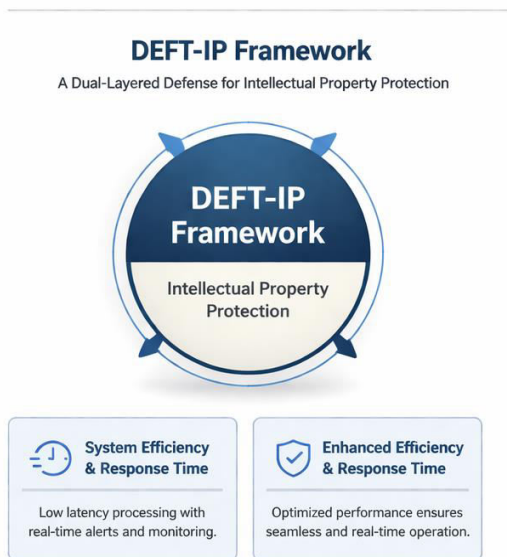 DEFT-IP Framework
A Dual-Layered Defense for Intellectual Property Protection
DEFT-IP
Framework
Intellectual Property
Protection
System Efficiency
& Response Time
Low latency processing with
real-time alerts and monitoring.
Enhanced Efficiency
& Response Time
Optimized performance ensures
seamless and real-time operation.